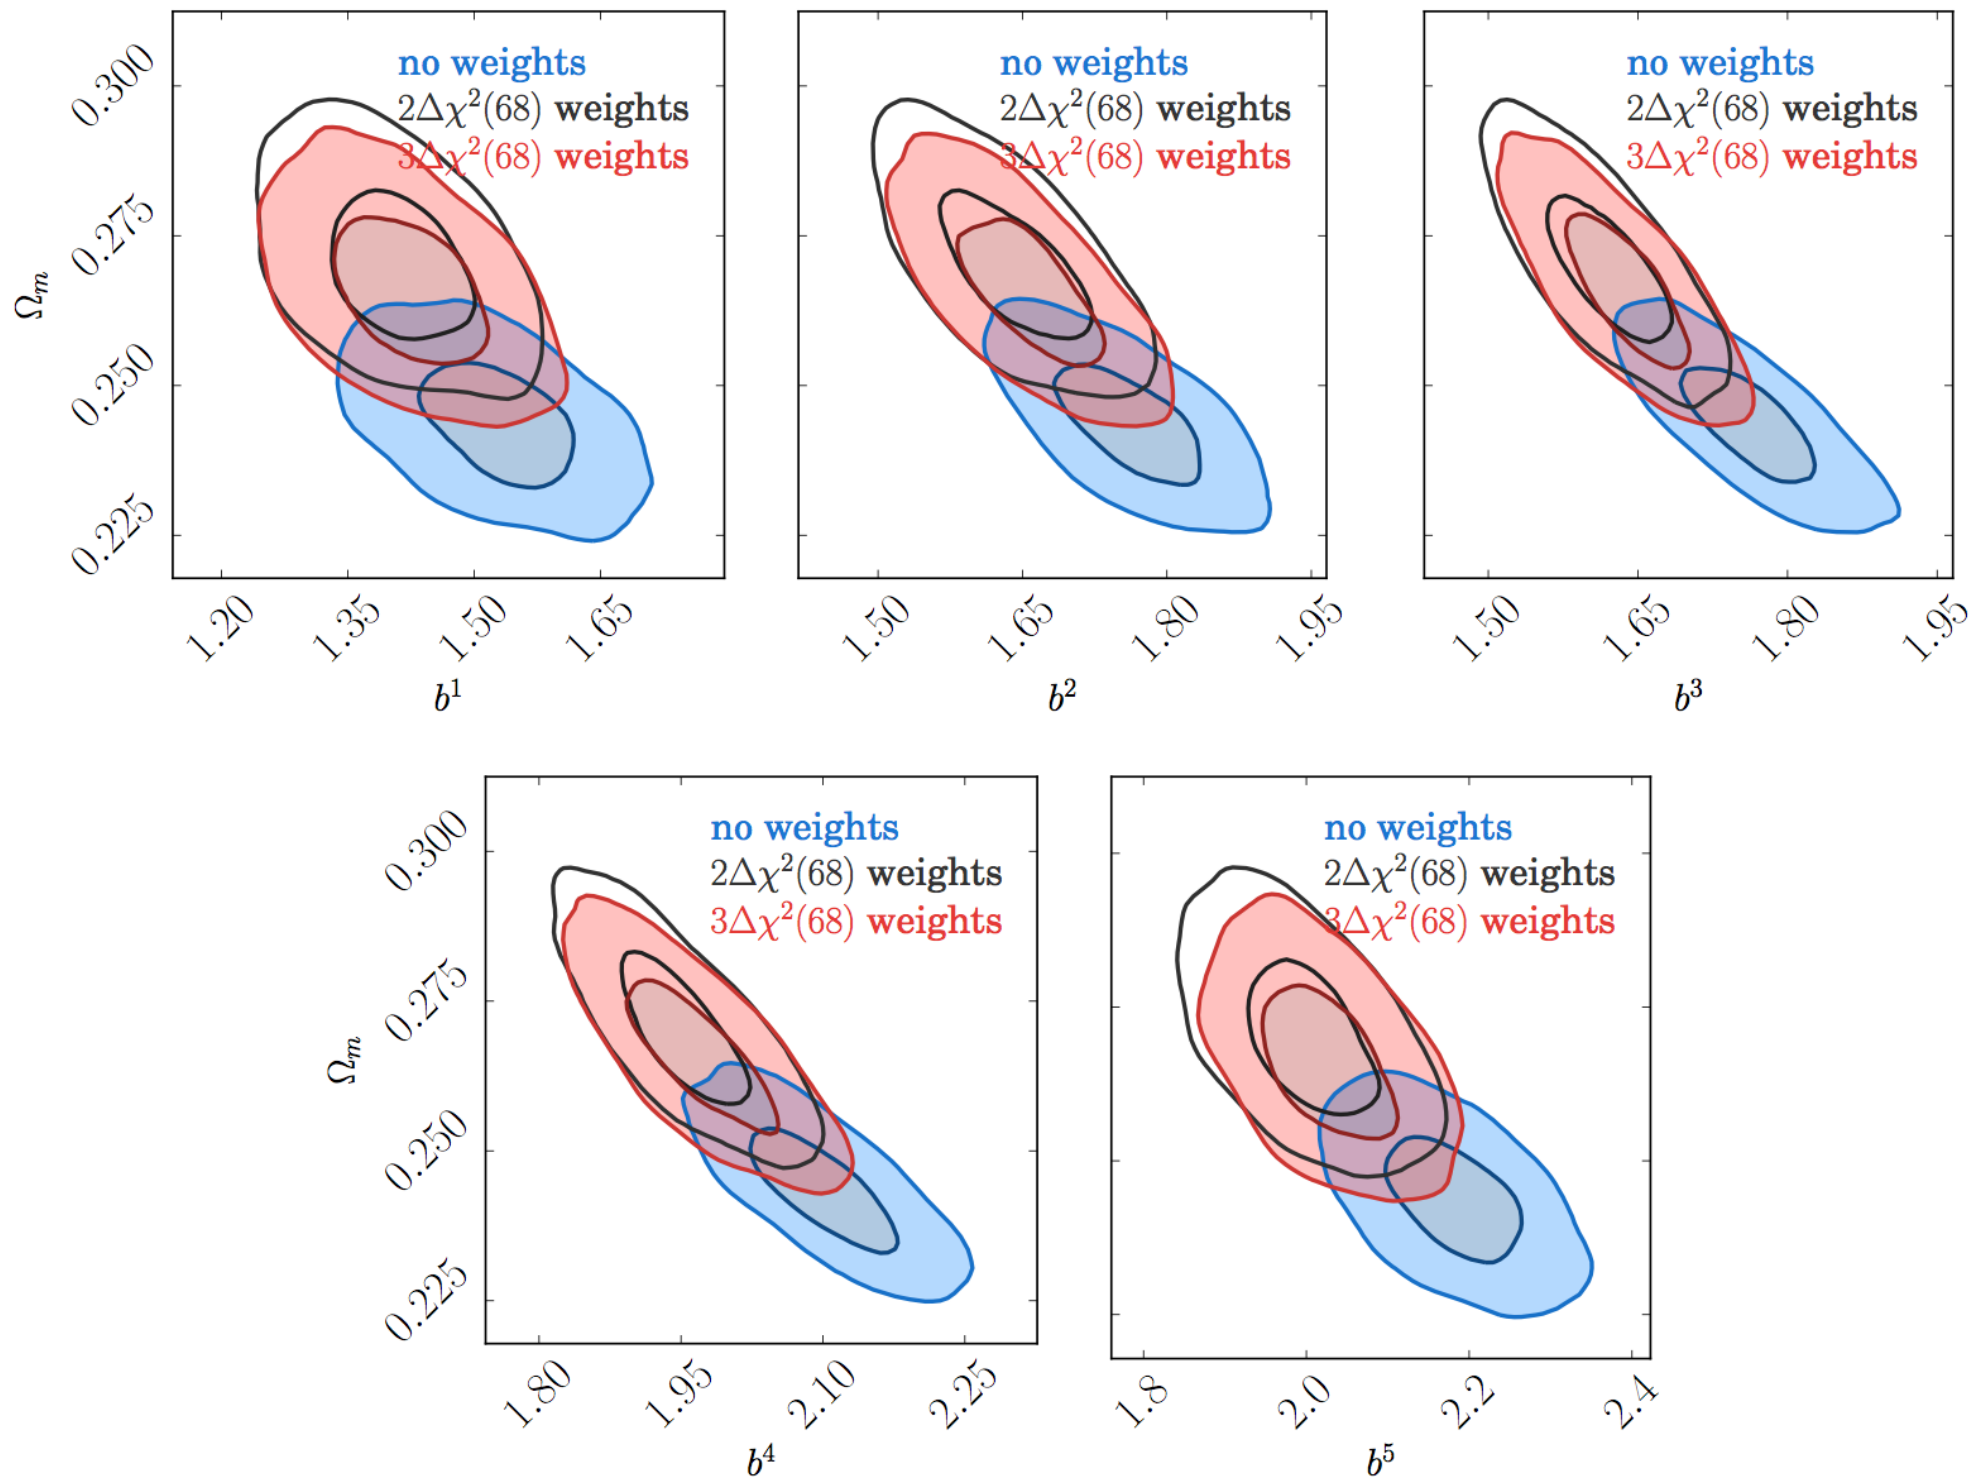 no weights
2Δχ²(68) weights
3Δχ²(68) weights
0.300
0.275
0.250
0.225
Ωₘ
1.20 1.35 1.50 1.65
b¹
no weights
2Δχ²(68) weights
3Δχ²(68) weights
1.50 1.65 1.80 1.95
b²
no weights
2Δχ²(68) weights
3Δχ²(68) weights
1.50 1.65 1.80 1.95
b³
no weights
2Δχ²(68) weights
3Δχ²(68) weights
0.300
0.275
0.250
0.225
Ωₘ
1.80 1.95 2.10 2.25
b⁴
no weights
2Δχ²(68) weights
3Δχ²(68) weights
1.8 2.0 2.2 2.4
b⁵